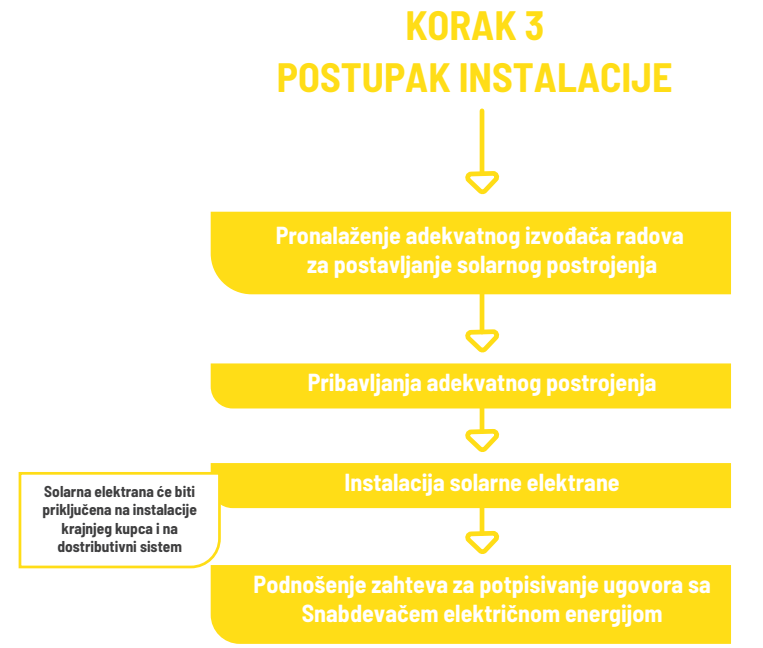 KORAK 3
POSTUPAK INSTALACIJE
Pronalaženje adekvatnog izvođača radova
za postavljanje solarnog postrojenja
Pribavljanja adekvatnog postrojenja
Instalacija solarne elektrane
Solarna elektrana će biti
priključena na instalacije
krajnjeg kupca i na
dostributivni sistem
Podnošenje zahteva za potpisivanje ugovora sa
Snabdevačem električnom energijom